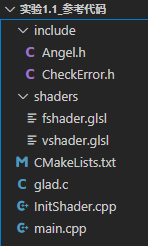 实验1.1_参考代码
include
Angel.h
CheckError.h
shaders
fshader.glsl
vshader.glsl
CMakeLists.txt
glad.c
InitShader.cpp
main.cpp